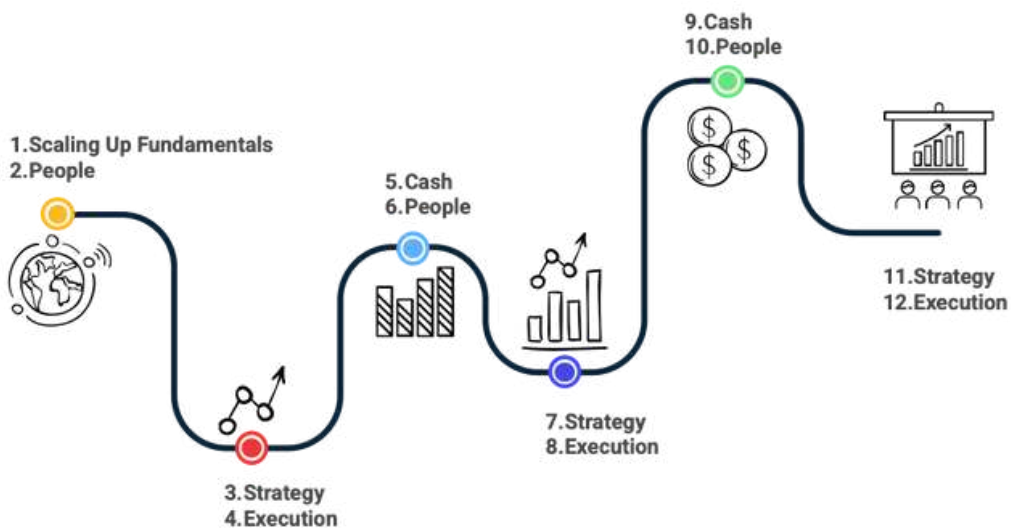 1.Scaling Up Fundamentals
2.People
3.Strategy
4.Execution
5.Cash
6.People
7.Strategy
8.Execution
9.Cash
10.People
11.Strategy
12.Execution
$
$
$